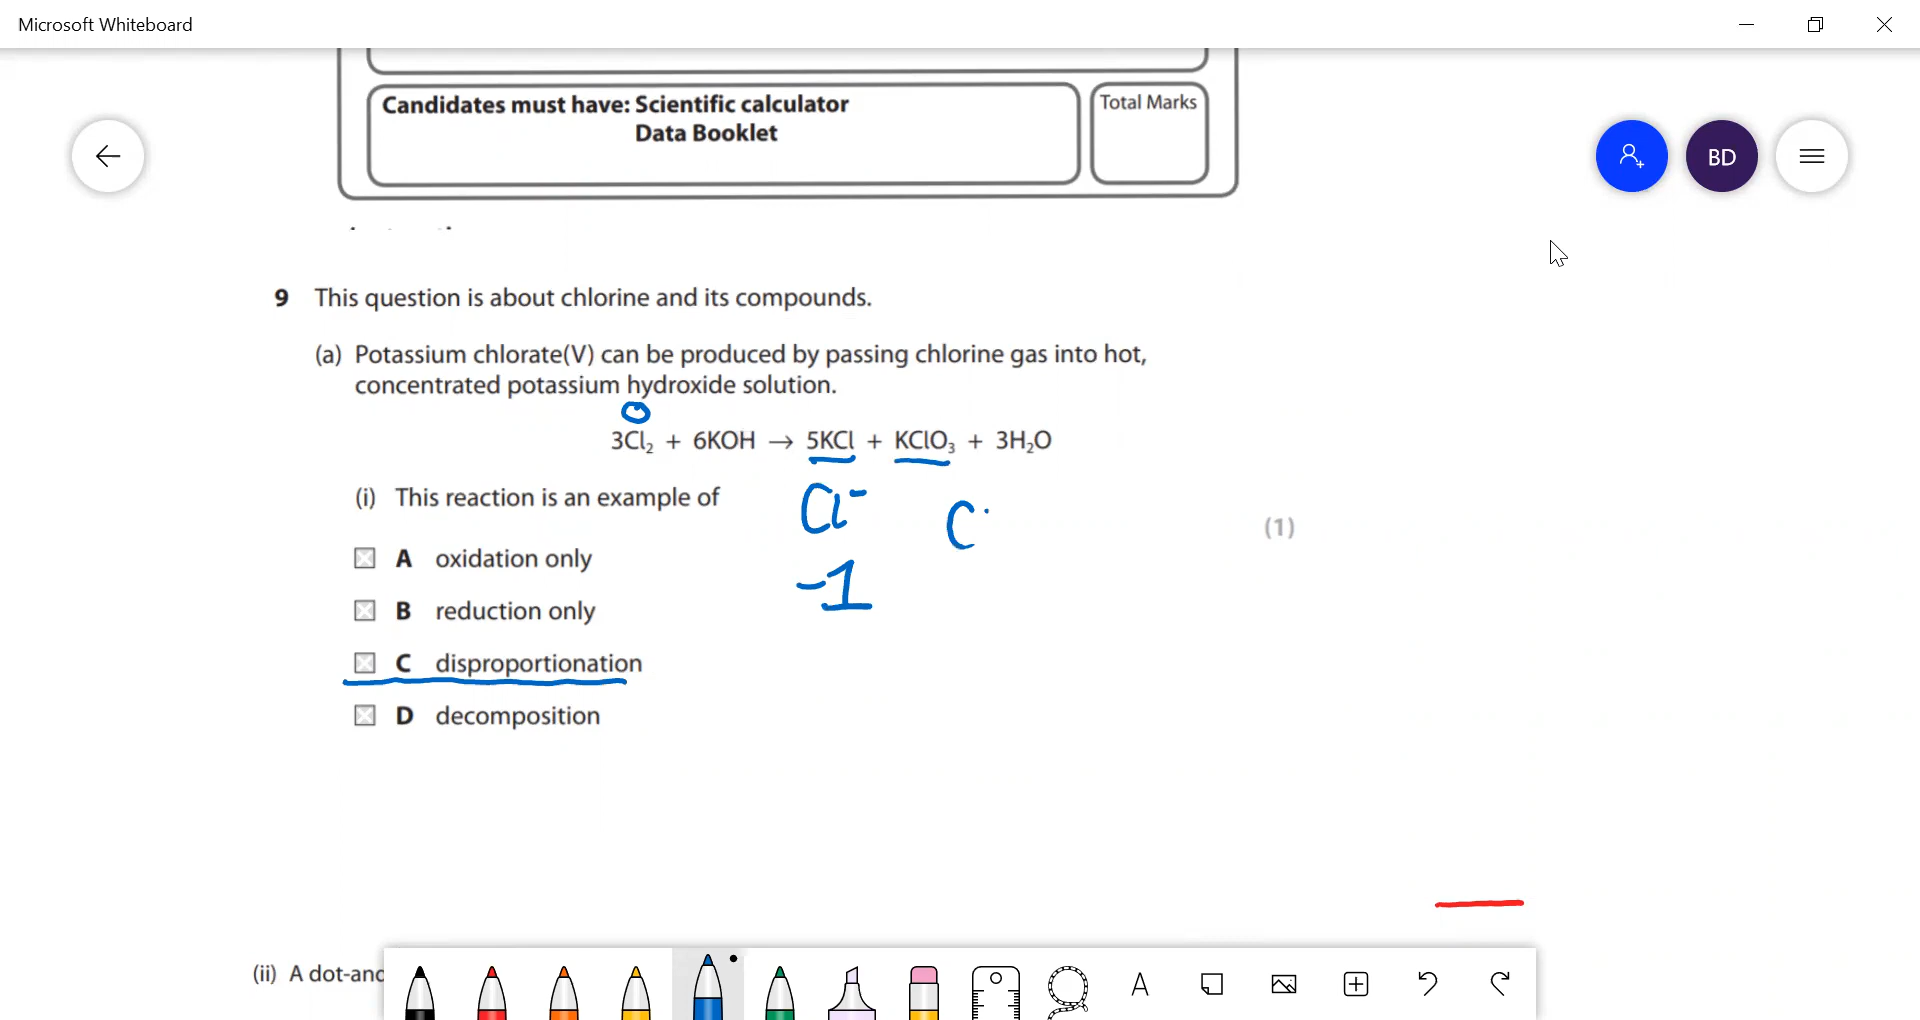 Microsoft Whiteboard
Candidates must have: Scientific calculator
Data Booklet
Total Marks
BD
9 This question is about chlorine and its compounds.
(a) Potassium chlorate(V) can be produced by passing chlorine gas into hot,
concentrated potassium hydroxide solution.
0
3Cl₂ + 6KOH → 5KCl + KClO₃ + 3H₂O
(i) This reaction is an example of
Cl⁻
C
(1)
A oxidation only
-1
B reduction only
C disproportionation
D decomposition
(ii) A dot-and
A